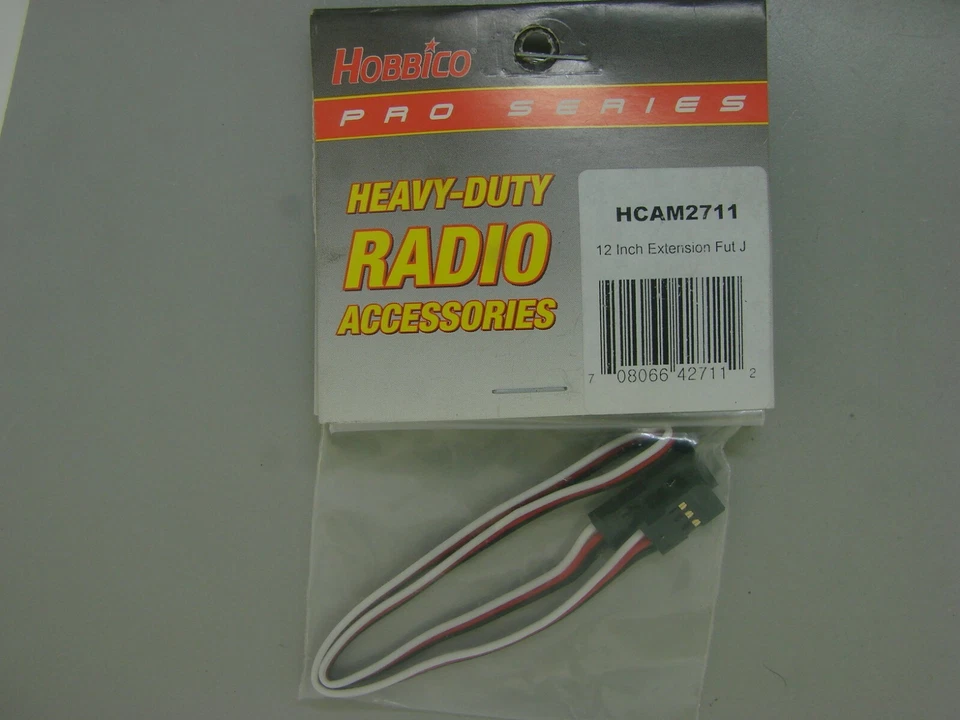 HOBBICO®
PRO SERIES
HEAVY-DUTY
RADIO
ACCESSORIES
HCAM2711
12 Inch Extension Fut J
7 08066 42711 2